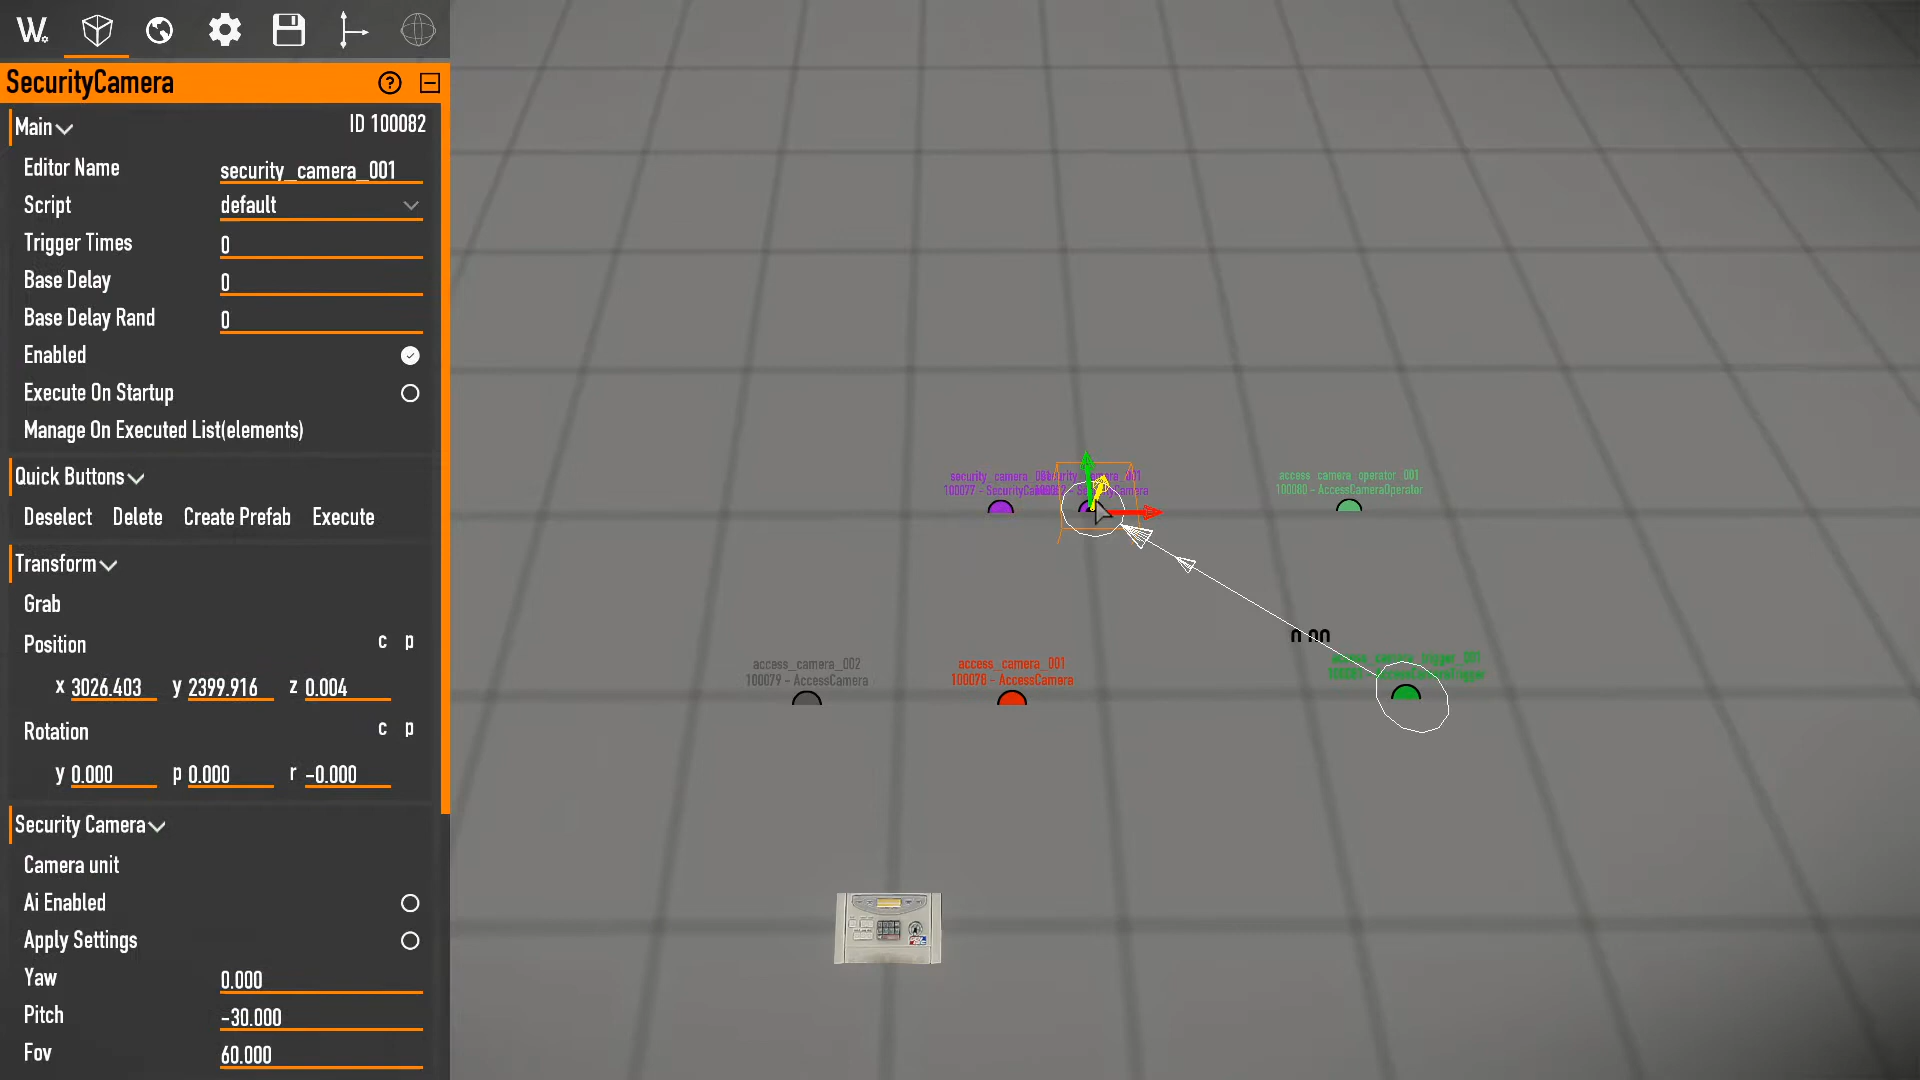 SecurityCamera
Main
ID 100082
Editor Name
security_camera_001
Script
default
Trigger Times
0
Base Delay
0
Base Delay Rand
0
Enabled
Execute On Startup
Manage On Executed List(elements)
Quick Buttons
Deselect Delete Create Prefab Execute
Transform
Grab
Position
c p
x 3026.403 y 2399.916 z 0.004
Rotation
c p
y 0.000 p 0.000 r -0.000
Security Camera
Camera unit
Ai Enabled
Apply Settings
Yaw
0.000
Pitch
-30.000
Fov
60.000
access_camera_operator_001
100080 - AccessCameraOperator
access_camera_002
100079 - AccessCamera
access_camera_001
100078 - AccessCamera
access_camera_trigger_001
100081 - AccessCameraTrigger